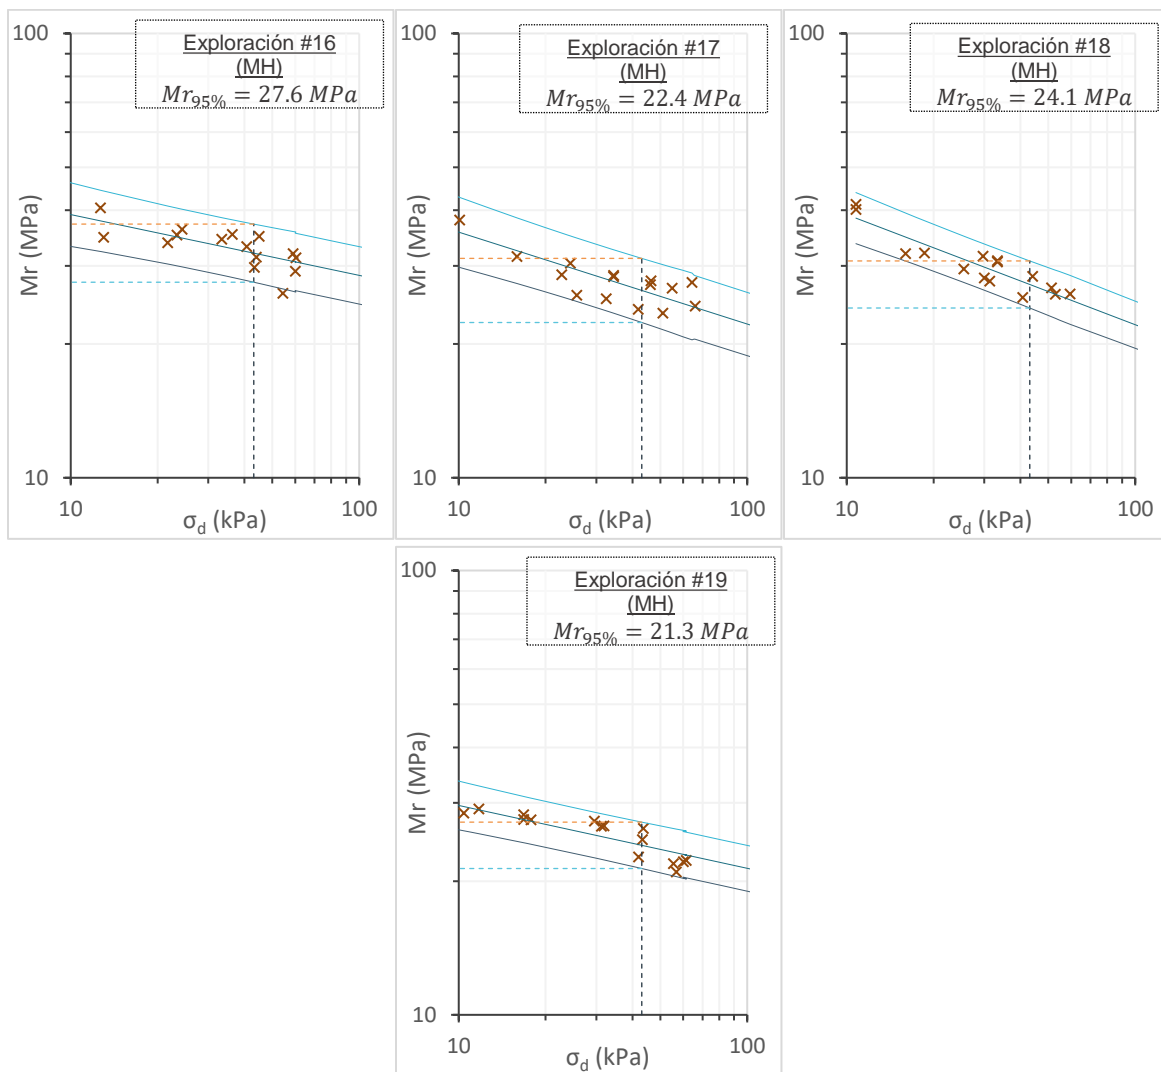 Exploración #16
(MH)
Mr95% = 27.6 MPa
100
10
Mr (MPa)
10
100
σd (kPa)
Exploración #17
(MH)
Mr95% = 22.4 MPa
100
10
Mr (MPa)
10
100
σd (kPa)
Exploración #18
(MH)
Mr95% = 24.1 MPa
100
10
Mr (MPa)
10
100
σd (kPa)
Exploración #19
(MH)
Mr95% = 21.3 MPa
100
10
Mr (MPa)
10
100
σd (kPa)